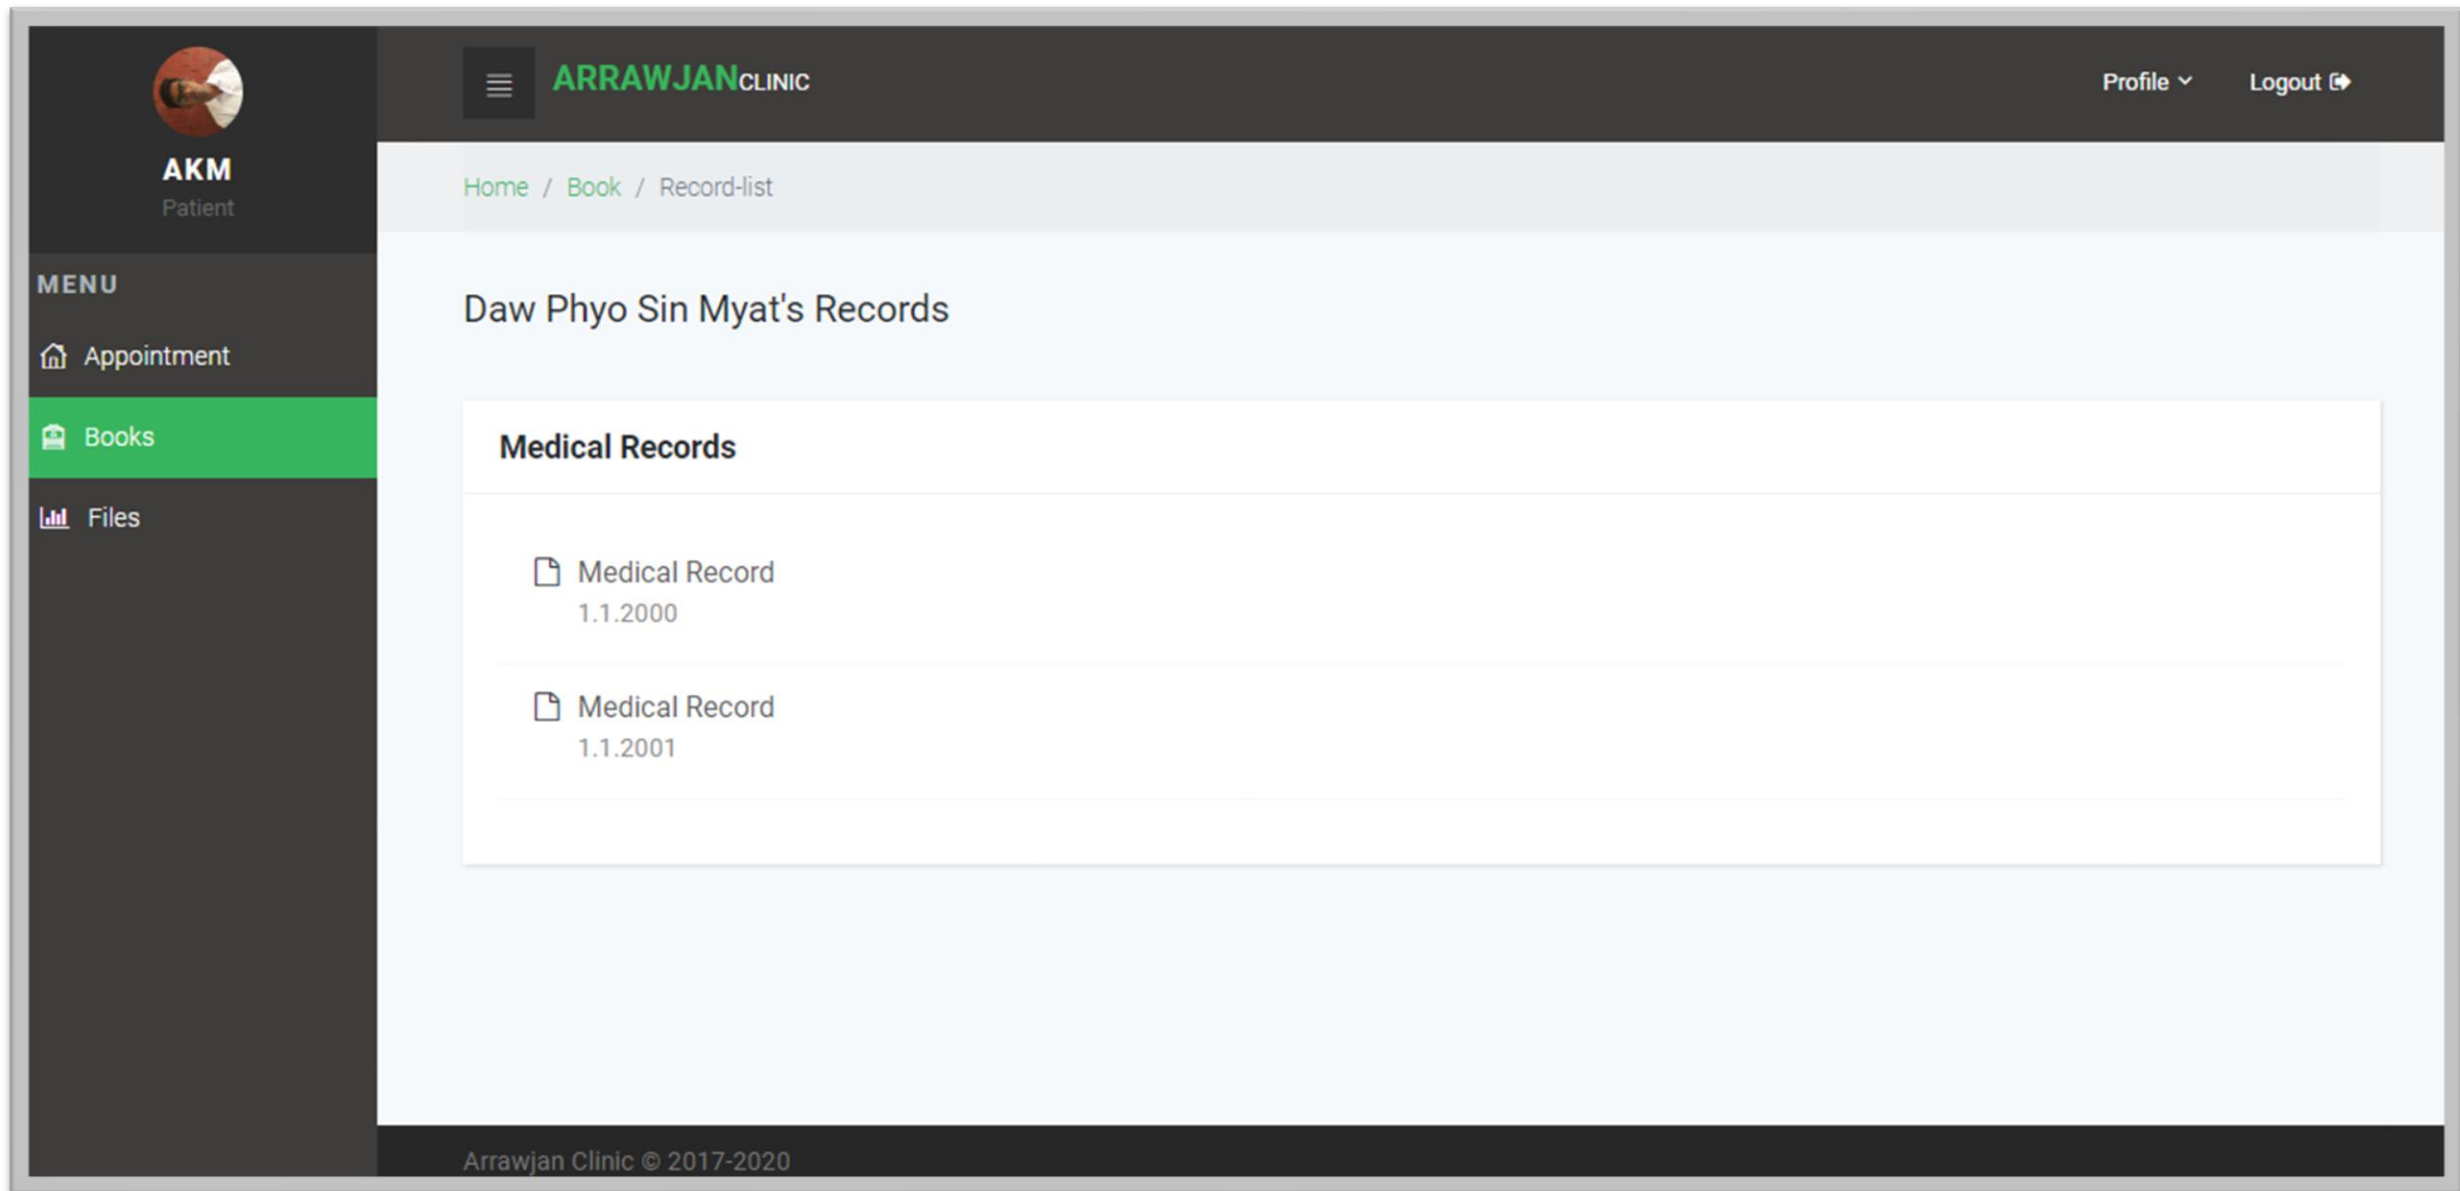 AKM
Patient
MENU
Appointment
Books
Files
ARRAWJANCLINIC
Profile
Logout
Home / Book / Record-list
Daw Phyo Sin Myat's Records
Medical Records
Medical Record
1.1.2000
Medical Record
1.1.2001
Arrawjan Clinic © 2017-2020